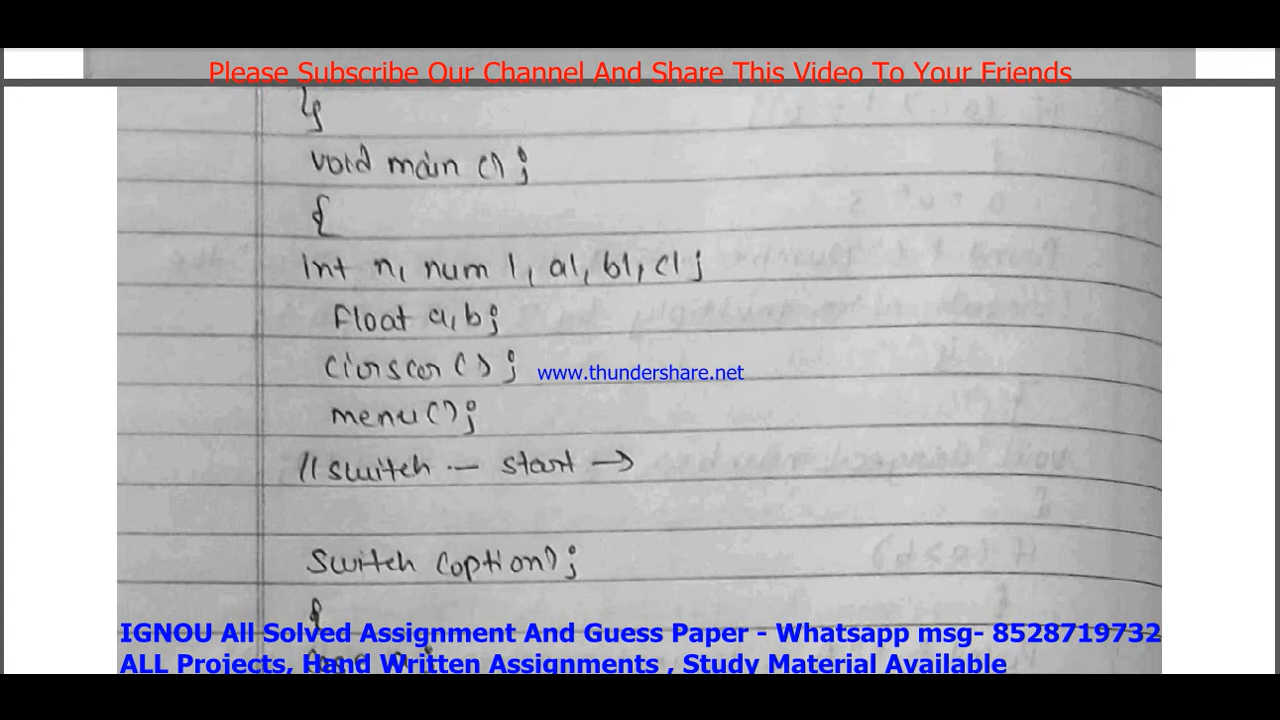 Please Subscribe Our Channel And Share This Video To Your Friends
}
void main ();
{
int n, num 1, a1, b1, c1;
float a, b;
clorscor ();
www.thundershare.net
menu();
// switch - start →
switch (option);
{
IGNOU All Solved Assignment And Guess Paper - Whatsapp msg- 8528719732
ALL Projects, Hand Written Assignments , Study Material Available